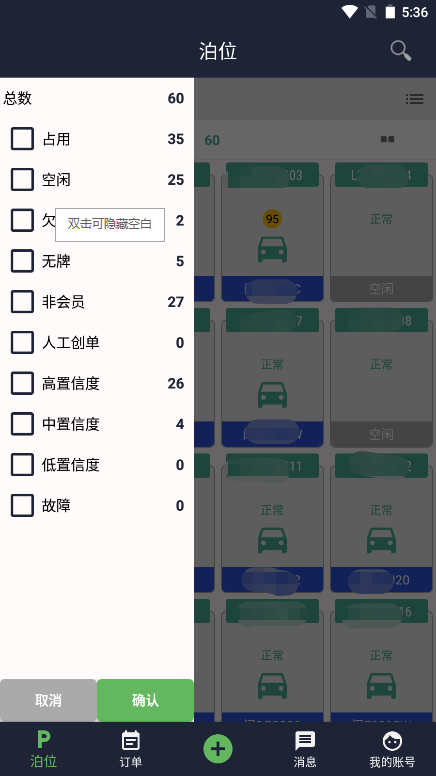 5:36
泊位
总数 60
60
占用 35
空闲 25
欠 2
双击可隐藏空白
无牌 5
非会员 27
人工创单 0
高置信度 26
中置信度 4
低置信度 0
故障 0
03
L 4
95
正常
C
空闲
7
08
正常
正常
W
空闲
11
2
正常
正常
2
J20
16
正常
正常
取消
确认
P
泊位
订单
消息
我的账号